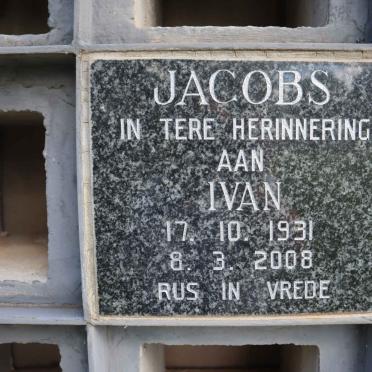 JACOBS
IN TERE HERINNERING
AAN
IVAN
17. 10. 1931
8. 3. 2008
RUS IN VREDE